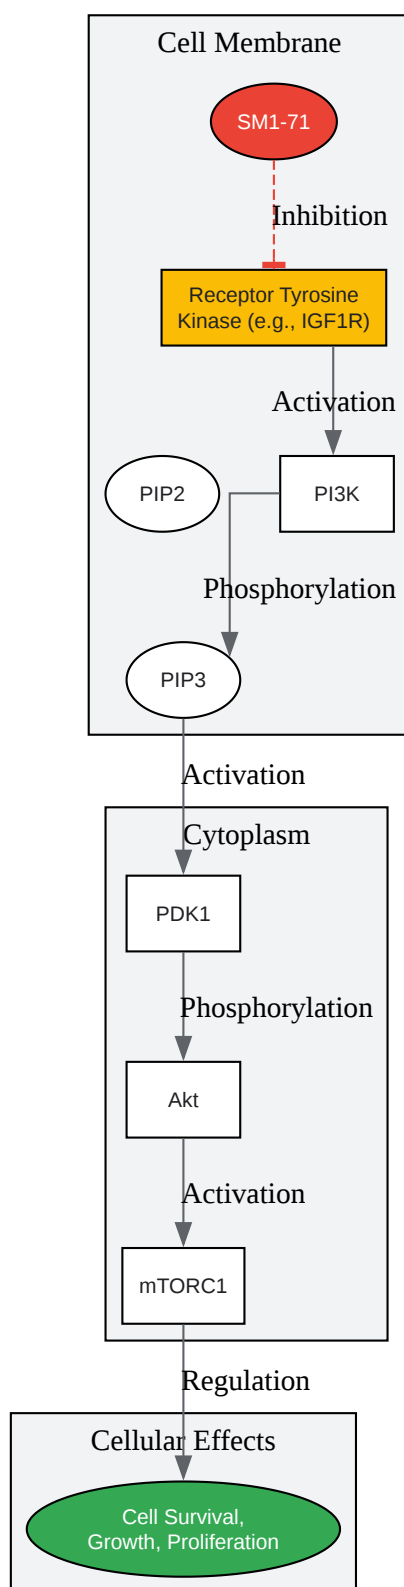 Cell Membrane
SM1-71
Inhibition
Receptor Tyrosine
Kinase (e.g., IGF1R)
Activation
PIP2
PI3K
Phosphorylation
PIP3
Activation
Cytoplasm
PDK1
Phosphorylation
Akt
Activation
mTORC1
Regulation
Cellular Effects
Cell Survival,
Growth, Proliferation